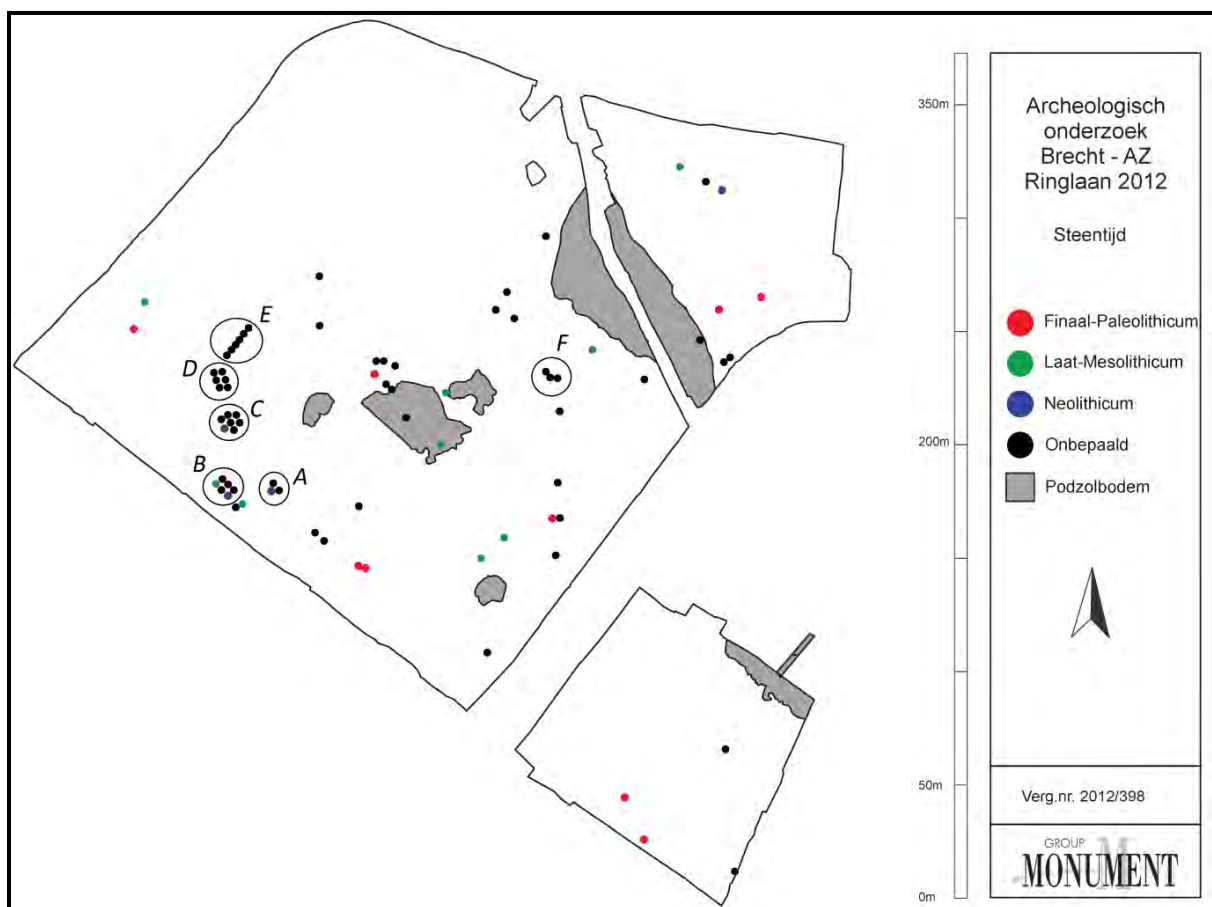 E
D
C
B
A
F
350m
200m
50m
0m
Archeologisch
onderzoek
Brecht - AZ
Ringlaan 2012
Steentijd
Finaal-Paleolithicum
Laat-Mesolithicum
Neolithicum
Onbepaald
Podzolbodem
Verg.nr. 2012/398
GROUP
M
MONUMENT